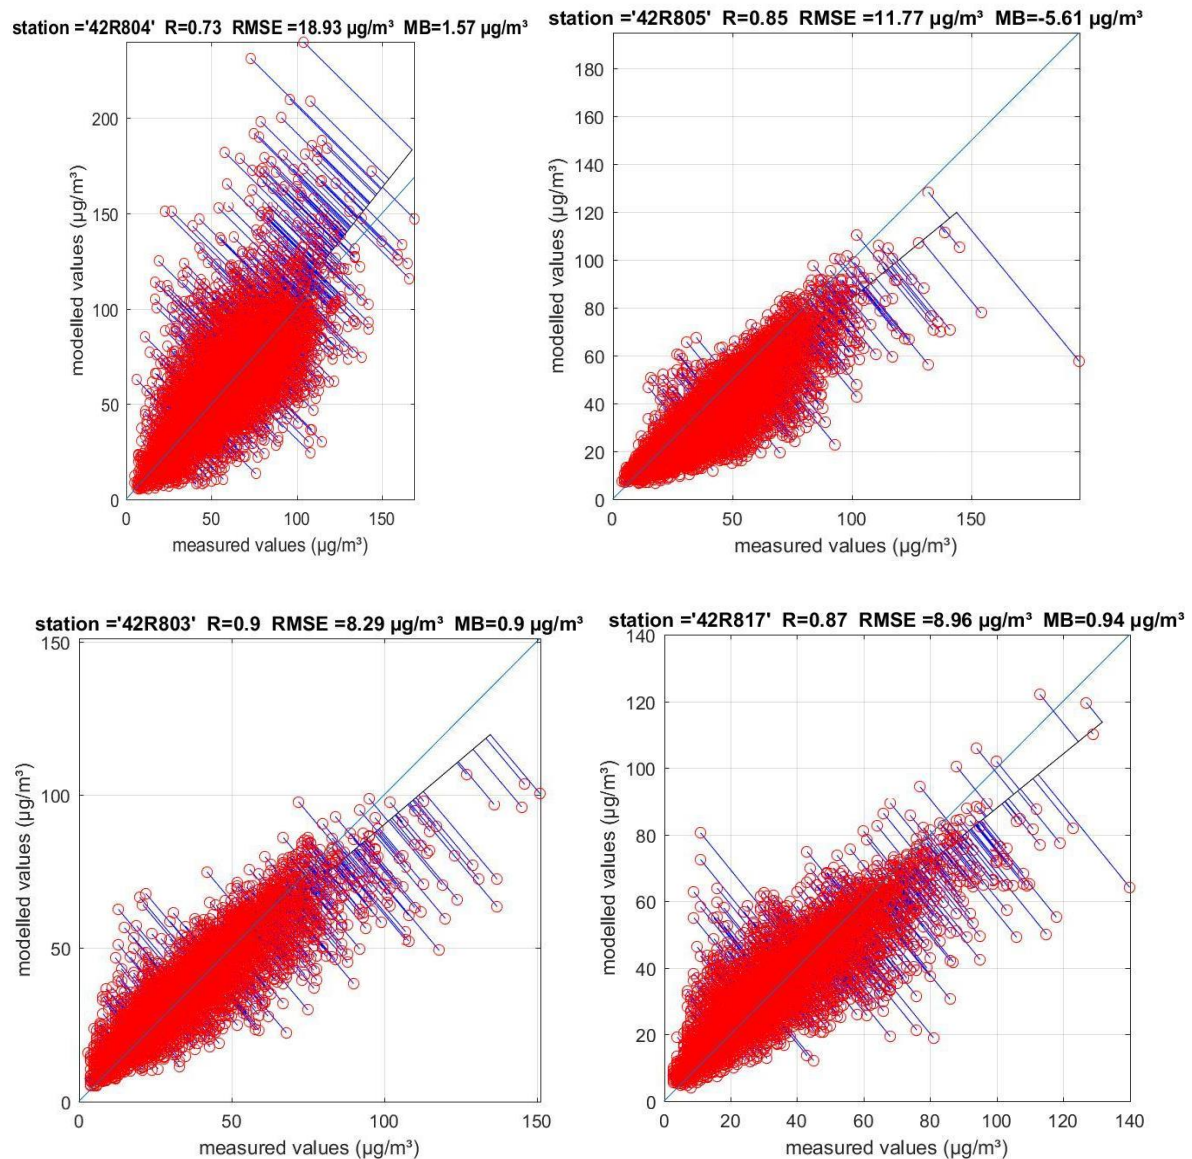 station ='42R804'  R=0.73  RMSE =18.93 µg/m³  MB=1.57 µg/m³
200
150
100
50
0
modelled values (µg/m³)
0 50 100 150
measured values (µg/m³)
station ='42R805'  R=0.85  RMSE =11.77 µg/m³  MB=-5.61 µg/m³
180
160
140
120
100
80
60
40
20
0
modelled values (µg/m³)
0 50 100 150
measured values (µg/m³)
station ='42R803'  R=0.9  RMSE =8.29 µg/m³  MB=0.9 µg/m³
150
100
50
0
modelled values (µg/m³)
0 50 100 150
measured values (µg/m³)
station ='42R817'  R=0.87  RMSE =8.96 µg/m³  MB=0.94 µg/m³
140
120
100
80
60
40
20
0
modelled values (µg/m³)
0 20 40 60 80 100 120 140
measured values (µg/m³)